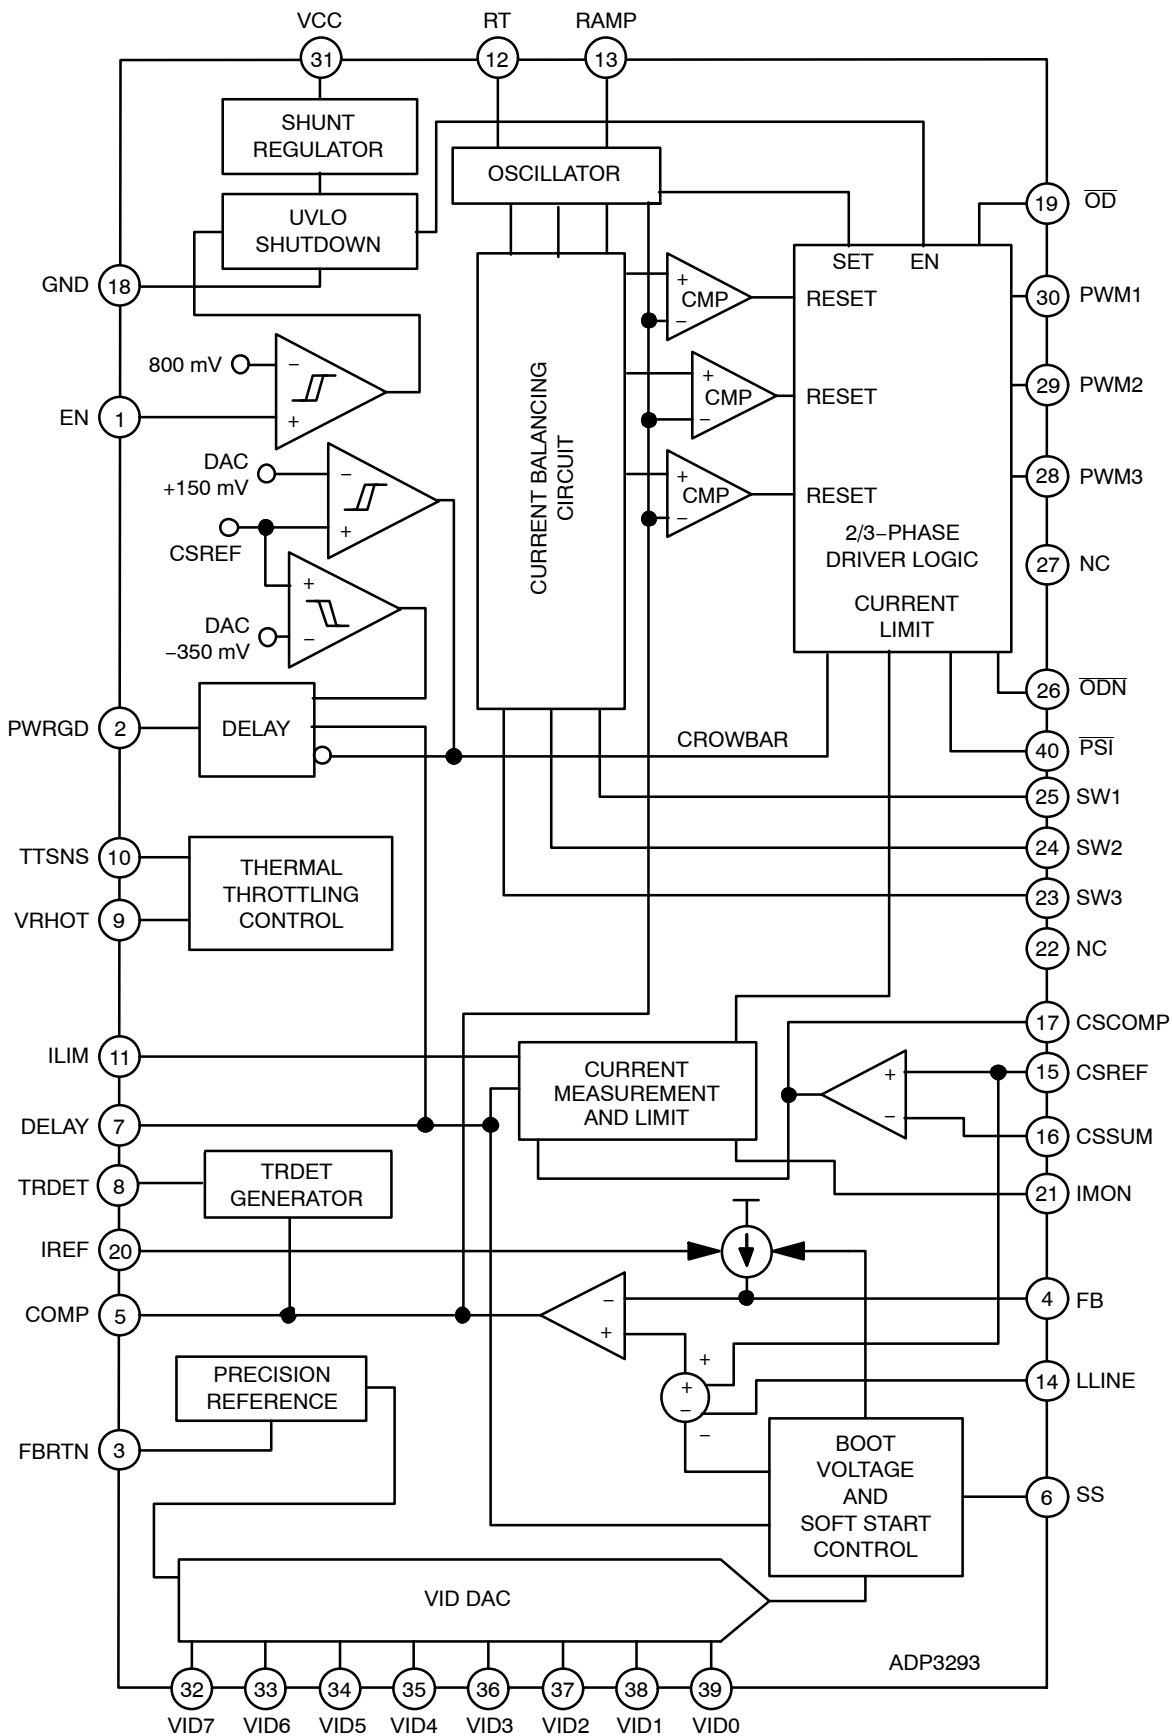 VCC
RT
RAMP
31
12
13
SHUNT
REGULATOR
OSCILLATOR
UVLO
SHUTDOWN
19
OD
SET
EN
GND
18
+
CMP
−
RESET
30
PWM1
800 mV
−
+
EN
1
+
CMP
−
RESET
29
PWM2
DAC
+150 mV
−
+
CSREF
CURRENT BALANCING
CIRCUIT
+
CMP
−
RESET
28
PWM3
2/3−PHASE
DRIVER LOGIC
27
NC
CURRENT
LIMIT
+
−
DAC
−350 mV
26
ODN
PWRGD
2
DELAY
CROWBAR
40
PSI
25
SW1
24
SW2
23
SW3
22
NC
TTSNS
10
VRHOT
9
THERMAL
THROTTLING
CONTROL
17
CSCOMP
ILIM
11
CURRENT
MEASUREMENT
AND LIMIT
+
−
15
CSREF
DELAY
7
16
CSSUM
TRDET
8
TRDET
GENERATOR
21
IMON
IREF
20
COMP
5
−
+
4
FB
+
+
−
−
14
LLINE
PRECISION
REFERENCE
FBRTN
3
BOOT
VOLTAGE
AND
SOFT START
CONTROL
6
SS
VID DAC
ADP3293
32
33
34
35
36
37
38
39
VID7
VID6
VID5
VID4
VID3
VID2
VID1
VID0